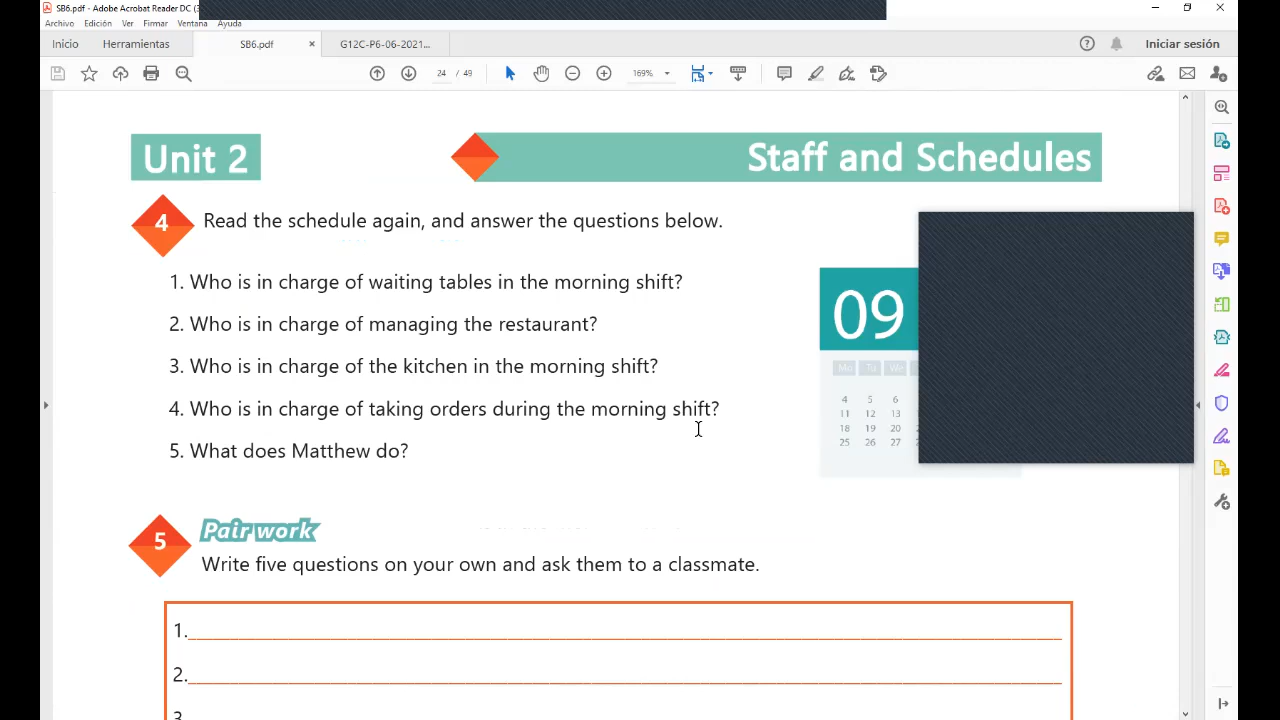 SB6.pdf - Adobe Acrobat Reader DC (3
Archivo Edición Ver Firmar Ventana Ayuda
Inicio Herramientas SB6.pdf × G12C-P6-06-2021... Iniciar sesión
24 / 49 169%
Unit 2 Staff and Schedules
4 Read the schedule again, and answer the questions below.
1. Who is in charge of waiting tables in the morning shift?
2. Who is in charge of managing the restaurant?
3. Who is in charge of the kitchen in the morning shift?
4. Who is in charge of taking orders during the morning shift?
5. What does Matthew do?
09
Mo Tu We
4 5 6
11 12 13
18 19 20
25 26 27
5 Pair work
Write five questions on your own and ask them to a classmate.
1.
2.
3